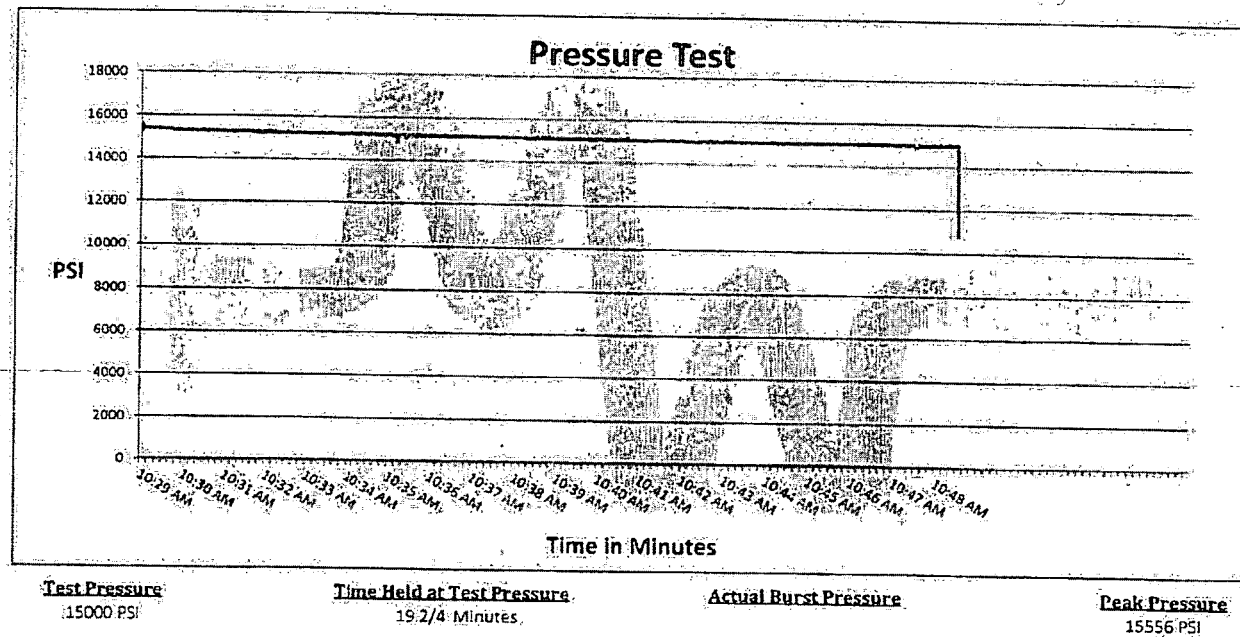 Pressure Test
18000
16000
14000
12000
10000
PSI
8000
6000
4000
2000
0
10:29 AM
10:30 AM
10:31 AM
10:32 AM
10:33 AM
10:34 AM
10:35 AM
10:36 AM
10:37 AM
10:38 AM
10:39 AM
10:40 AM
10:41 AM
10:42 AM
10:43 AM
10:44 AM
10:45 AM
10:46 AM
10:47 AM
10:48 AM
Time in Minutes
Test Pressure Time Held at Test Pressure Actual Burst Pressure Peak Pressure
15000 PSI 19 2/4 Minutes 15556 PSI